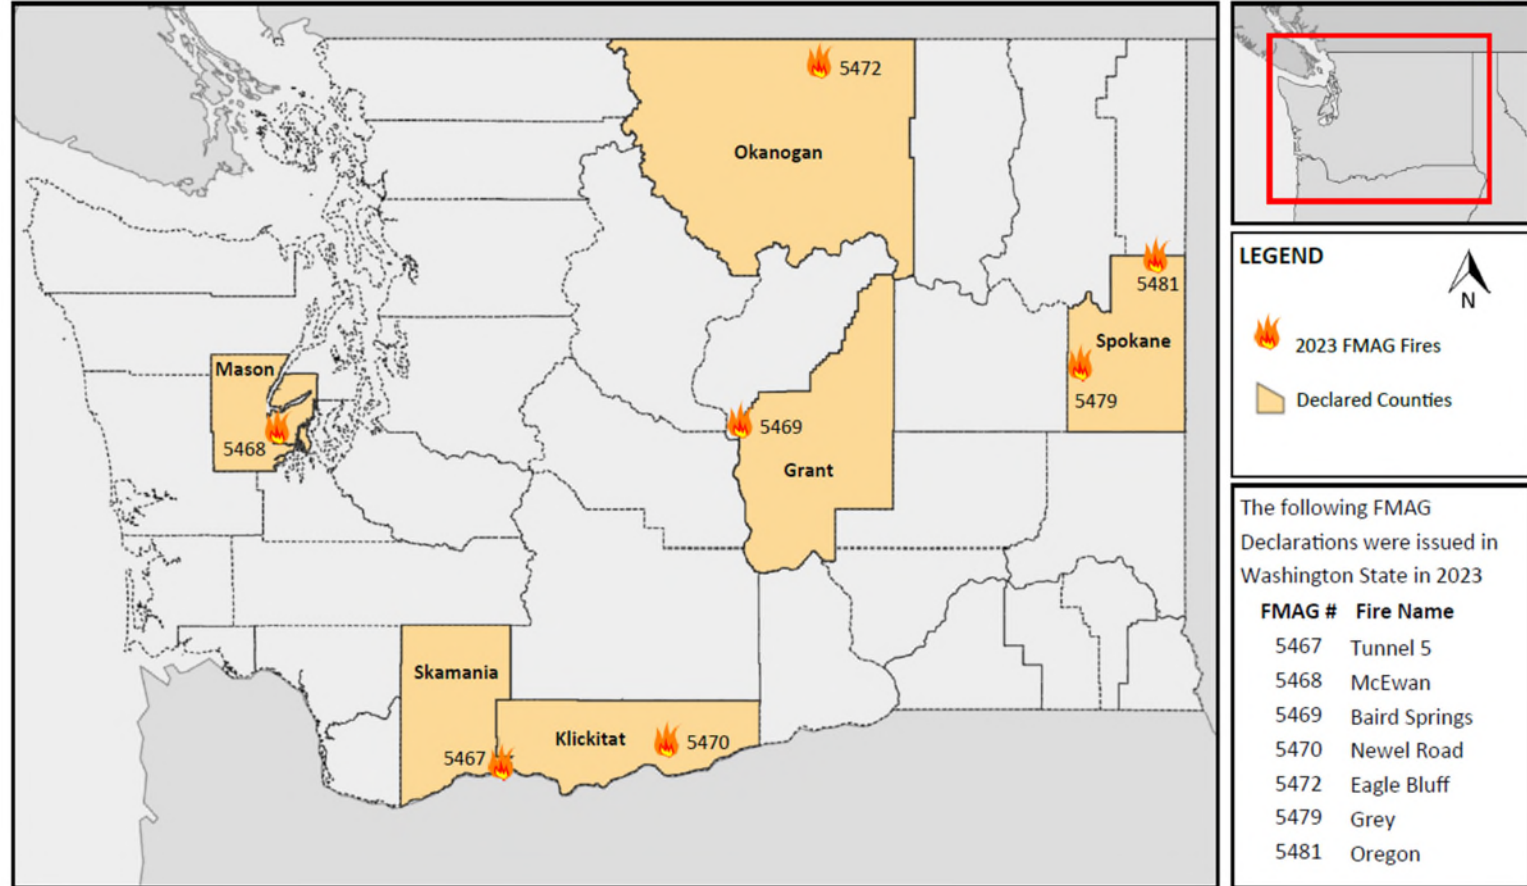 5472
Okanogan
5481
Spokane
5479
Mason
5468
5469
Grant
Skamania
Klickitat
5470
5467
LEGEND
N
2023 FMAG Fires
Declared Counties
The following FMAG
Declarations were issued in
Washington State in 2023
FMAG # Fire Name
5467 Tunnel 5
5468 McEwan
5469 Baird Springs
5470 Newel Road
5472 Eagle Bluff
5479 Grey
5481 Oregon